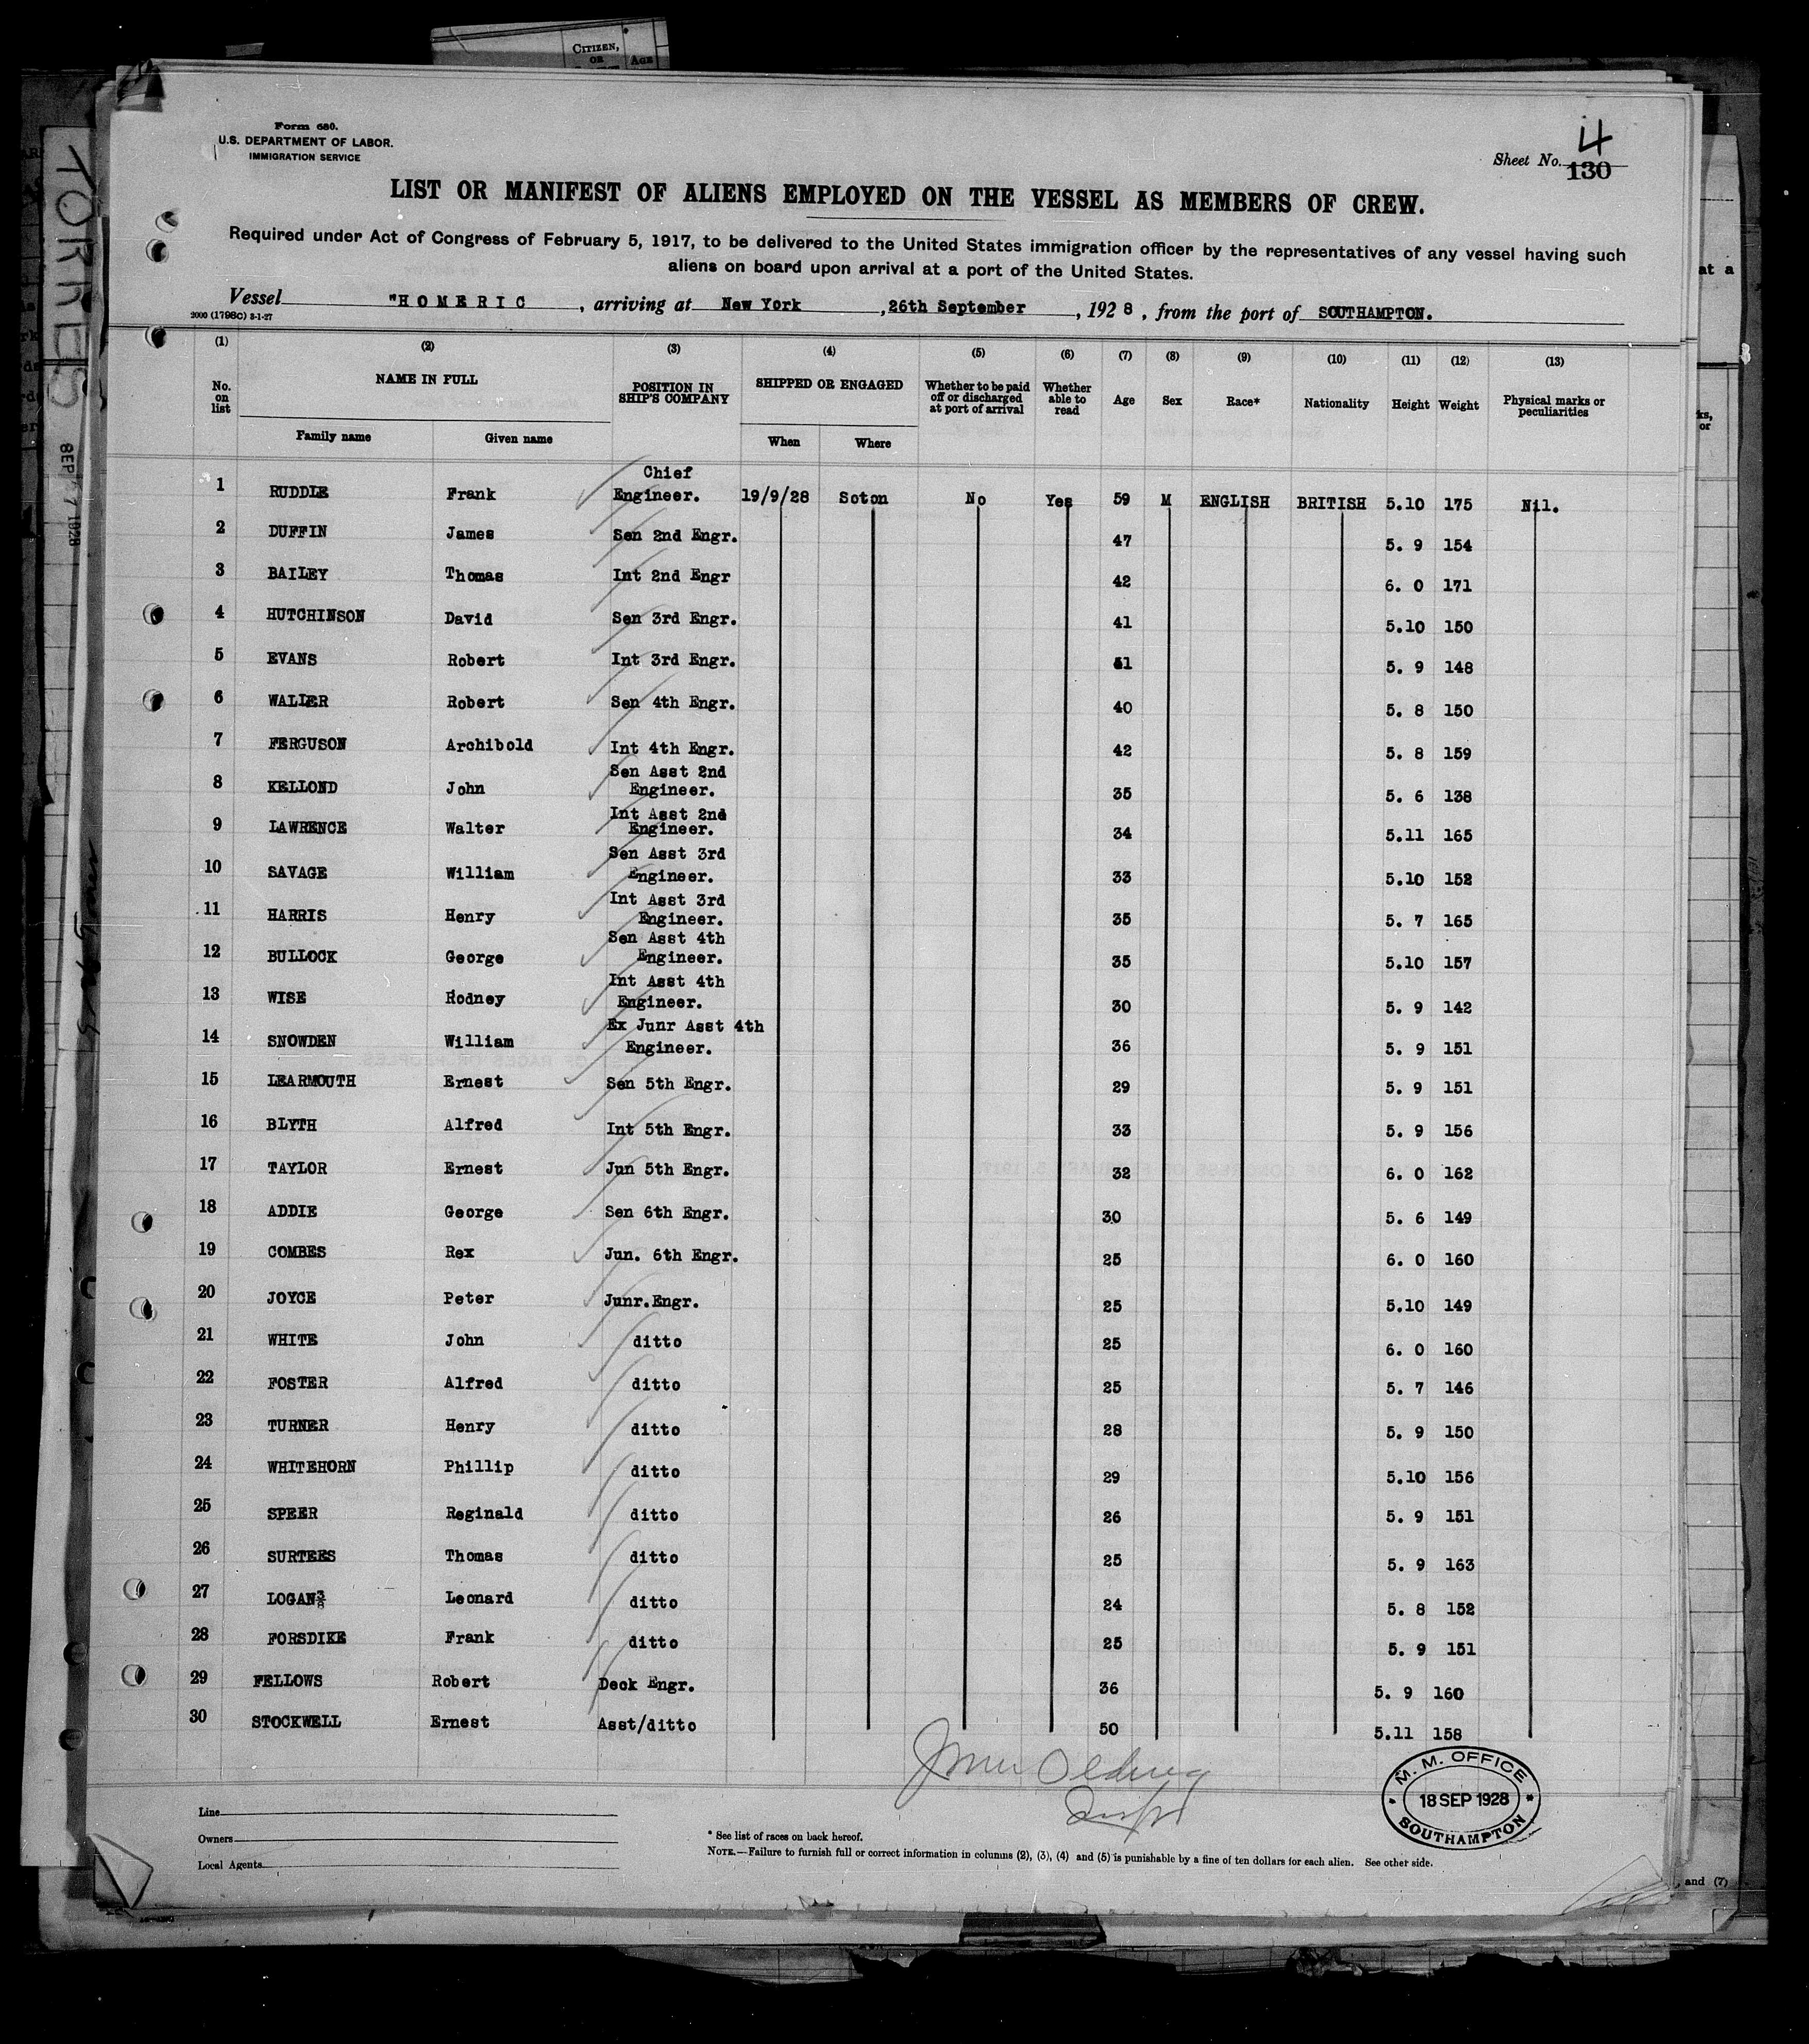 CITIZEN,
OR
AGE
TORRES
SEP 7 1928
Form 680.
U.S. DEPARTMENT OF LABOR.
IMMIGRATION SERVICE
Sheet No. 4
130
LIST OR MANIFEST OF ALIENS EMPLOYED ON THE VESSEL AS MEMBERS OF CREW.
Required under Act of Congress of February 5, 1917, to be delivered to the United States immigration officer by the representatives of any vessel having such
aliens on board upon arrival at a port of the United States.
Vessel "HOMERIC, arriving at New York, 26th September, 1928, from the port of SOUTHAMPTON.
2000 (1798c) 3-1-27
(1) (2) (3) (4) (5) (6) (7) (8) (9) (10) (11) (12) (13)
No. on list NAME IN FULL POSITION IN SHIP'S COMPANY SHIPPED OR ENGAGED Whether to be paid off or discharged at port of arrival Whether able to read Age Sex Race* Nationality Height Weight Physical marks or peculiarities
Family name Given name When Where
1 RUDDLE Frank Chief Engineer. 19/9/28 Soton No Yes 59 M ENGLISH BRITISH 5.10 175 Nil.
2 DUFFIN James Sen 2nd Engr. 47 5. 9 154
3 BAILEY Thomas Int 2nd Engr 42 6. 0 171
4 HUTCHINSON David Sen 3rd Engr. 41 5.10 150
5 EVANS Robert Int 3rd Engr. 41 5. 9 148
6 WALLER Robert Sen 4th Engr. 40 5. 8 150
7 FERGUSON Archibold Int 4th Engr. 42 5. 8 159
8 KELLOND John Sen Asst 2nd Engineer. 35 5. 6 138
9 LAWRENCE Walter Int Asst 2nd Engineer. 34 5.11 165
10 SAVAGE William Sen Asst 3rd Engineer. 33 5.10 152
11 HARRIS Henry Int Asst 3rd Engineer. 35 5. 7 165
12 BULLOCK George Sen Asst 4th Engineer. 35 5.10 157
13 WISE Rodney Int Asst 4th Engineer. 30 5. 9 142
14 SNOWDEN William Ex Junr Asst 4th Engineer. 36 5. 9 151
15 LEARMOUTH Ernest Sen 5th Engr. 29 5. 9 151
16 BLYTH Alfred Int 5th Engr. 33 5. 9 156
17 TAYLOR Ernest Jun 5th Engr. 32 6. 0 162
18 ADDIE George Sen 6th Engr. 30 5. 6 149
19 COMBES Rex Jun. 6th Engr. 25 6. 0 160
20 JOYCE Peter Junr.Engr. 25 5.10 149
21 WHITE John ditto 25 6. 0 160
22 FOSTER Alfred ditto 25 5. 7 146
23 TURNER Henry ditto 28 5. 9 150
24 WHITEHORN Phillip ditto 29 5.10 156
25 SPEER Reginald ditto 26 5. 9 151
26 SURTEES Thomas ditto 25 5. 9 163
27 LOGAN Leonard ditto 24 5. 8 152
28 FORSDIKE Frank ditto 25 5. 9 151
29 FELLOWS Robert Deck Engr. 36 5. 9 160
30 STOCKWELL Ernest Asst/ditto 50 5.11 158
M. M. OFFICE
18 SEP 1928
SOUTHAMPTON
Line
Owners
Local Agents
* See list of races on back hereof.
NOTE.—Failure to furnish full or correct information in columns (2), (3), (4) and (5) is punishable by a fine of ten dollars for each alien. See other side.
and (7)